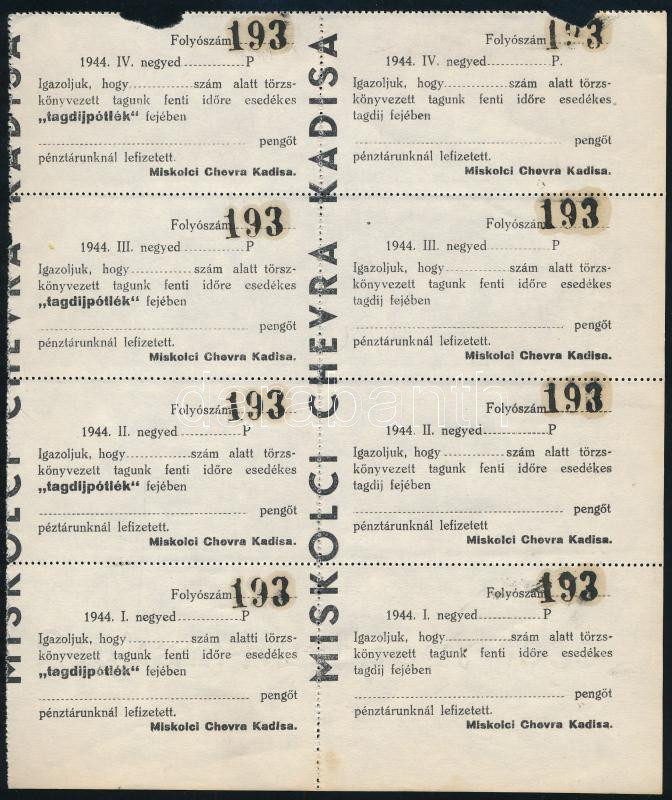 MISKOLCI CHEVRA KADISA
Folyószám 193
1944. IV. negyed P
Igazoljuk, hogy szám alatt törzs-
könyvezett tagunk fenti időre esedékes
„tagdijpótlék“ fejében
pengőt
pénztárunknál lefizetett.
Miskolci Chevra Kadisa.
Folyószám 193
1944. III. negyed P
Igazoljuk, hogy szám alatt törsz-
könyvezett tagunk fenti időre esedékes
„tagdijpótlék“ fejében
pengőt
pénztárunknál lefizetett.
Miskolci Chevra Kadisa.
Folyószám 193
1944. II. negyed P
Igazoljuk, hogy szám alatt törzs-
könyvezett tagunk fenti időre esedékes
„tagdijpótlék“ fejében
pengőt
péztárunknál lefizetett.
Miskolci Chevra Kadisa.
Folyószám 193
1944. I. negyed P
Igazoljuk, hogy szám alatti törzs-
könyvezett tagunk fenti időre esedékes
„tagdijpótlék“ fejében
pengőt
pénztárunknál lefizetett.
Miskolci Chevra Kadisa.
MISKOLCI CHEVRA KADISA
Folyószám 193
1944. IV. negyed P.
Igazoljuk, hogy szám alatt törzs-
könyvezett tagunk fenti időre esedékes
tagdij fejében
pengőt
pénztárunknál lefizetett.
Miskolci Chevra Kadisa.
Folyószám 193
1944. III. negyed P.
Igazoljuk, hogy szám alatt törzs-
könyvezett tagunk fenti időre esedékes
tagdij fejében
pengőt
pénztárunknál lefizetett.
Miskolci Chevra Kadisa.
Folyószám 193
1944. II. negyed P.
Igazoljuk, hogy szám alatt törzs-
könyvezett tagunk fenti időre esedékes
tagdij fejében
pengőt
péztárunknál lefizetett
Miskolci Chevra Kadisa.
Folyószám 193
1944. I. negyed P
Igazoljuk, hogy szám alatt törzs-
könyvezett tagunk fenti időre esedékes
tagdij fejében
pengőt
pénztárunknál lefizetett.
Miskolci Chevra Kadisa.
darabanth